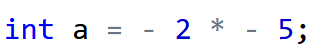 int a = - 2 * - 5;